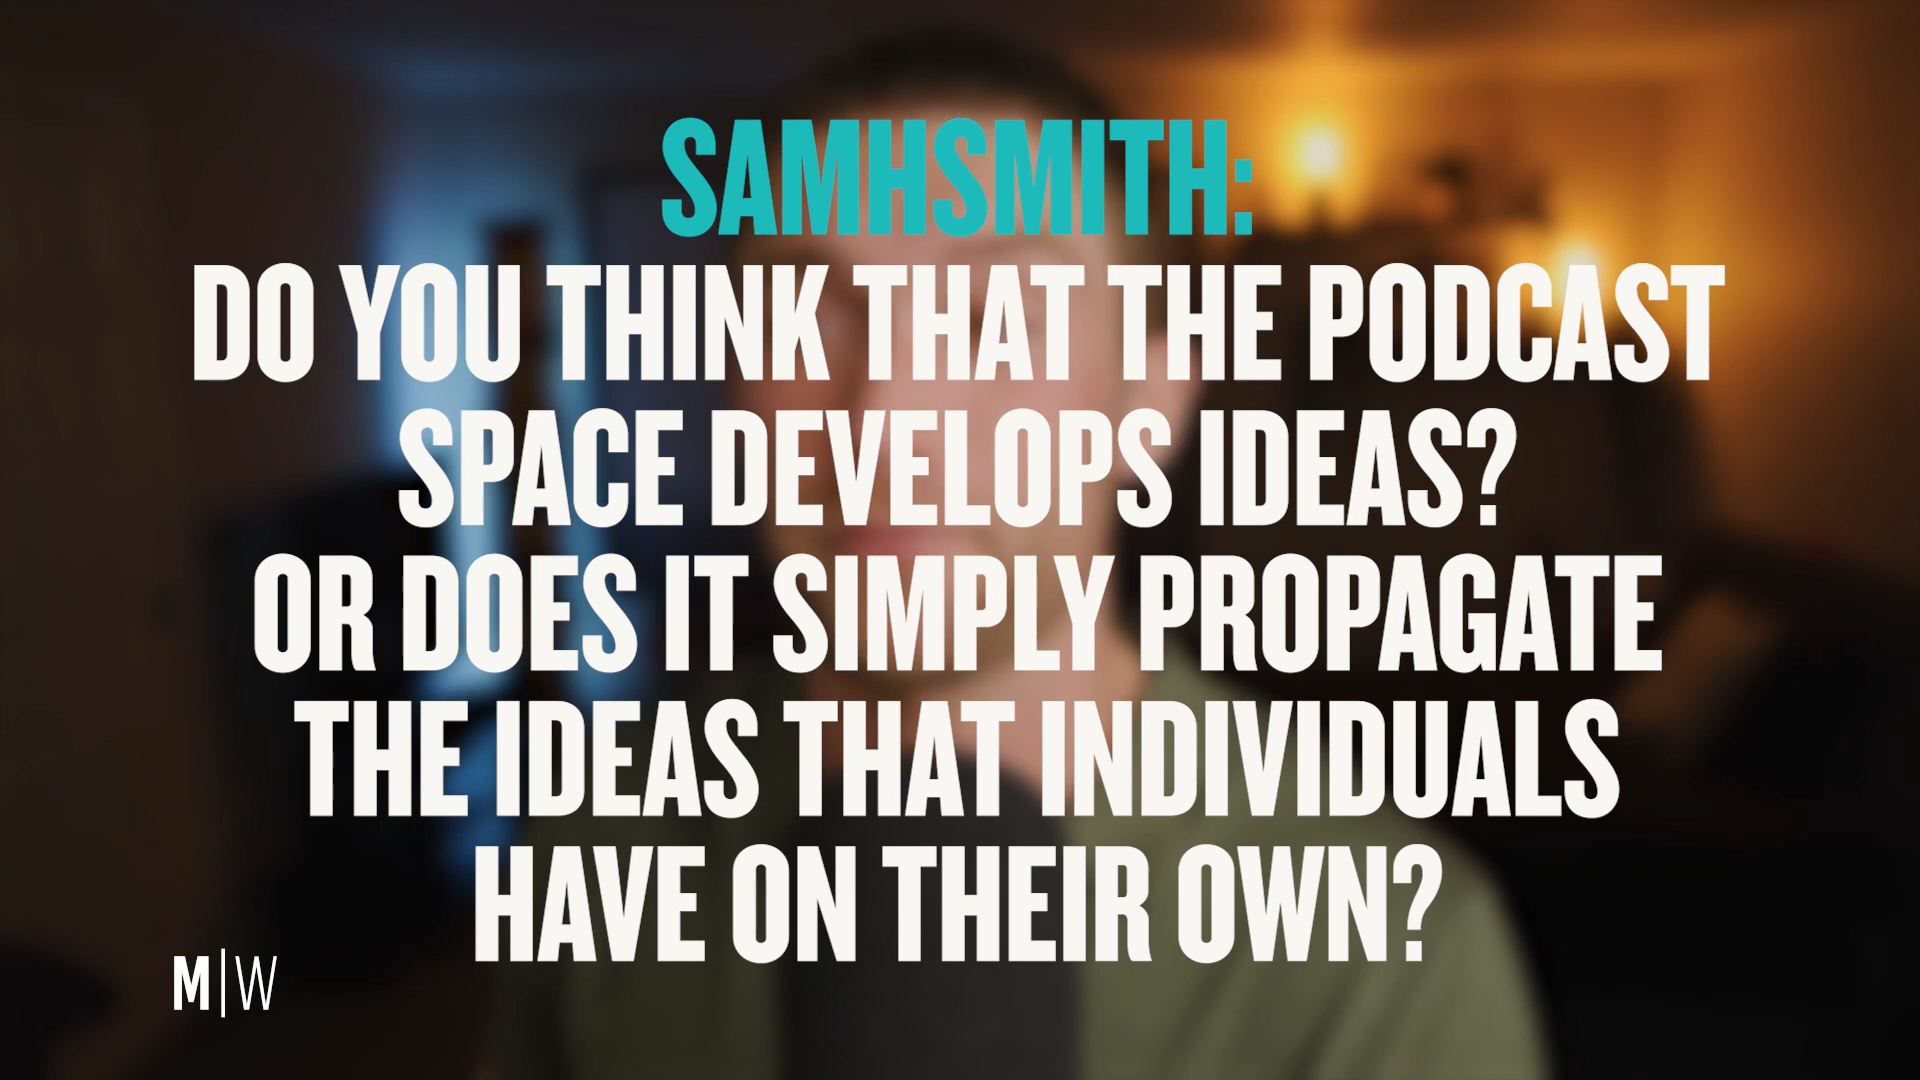 SAMHSMITH:
DO YOU THINK THAT THE PODCAST
SPACE DEVELOPS IDEAS?
OR DOES IT SIMPLY PROPAGATE
THE IDEAS THAT INDIVIDUALS
HAVE ON THEIR OWN?
M|W